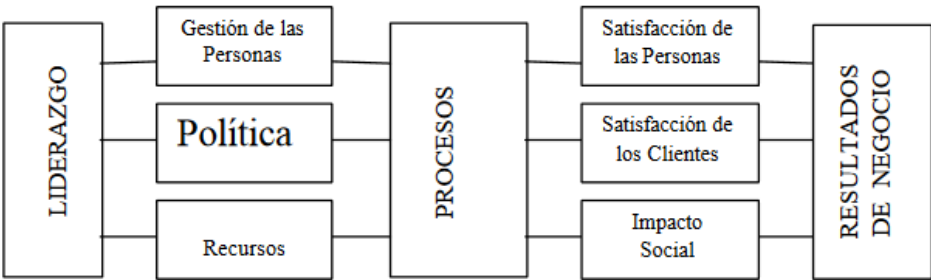 LIDERAZGO
Gestión de las
Personas
Política
Recursos
PROCESOS
Satisfacción de
las Personas
Satisfacción de
los Clientes
Impacto
Social
RESULTADOS
DE NEGOCIO